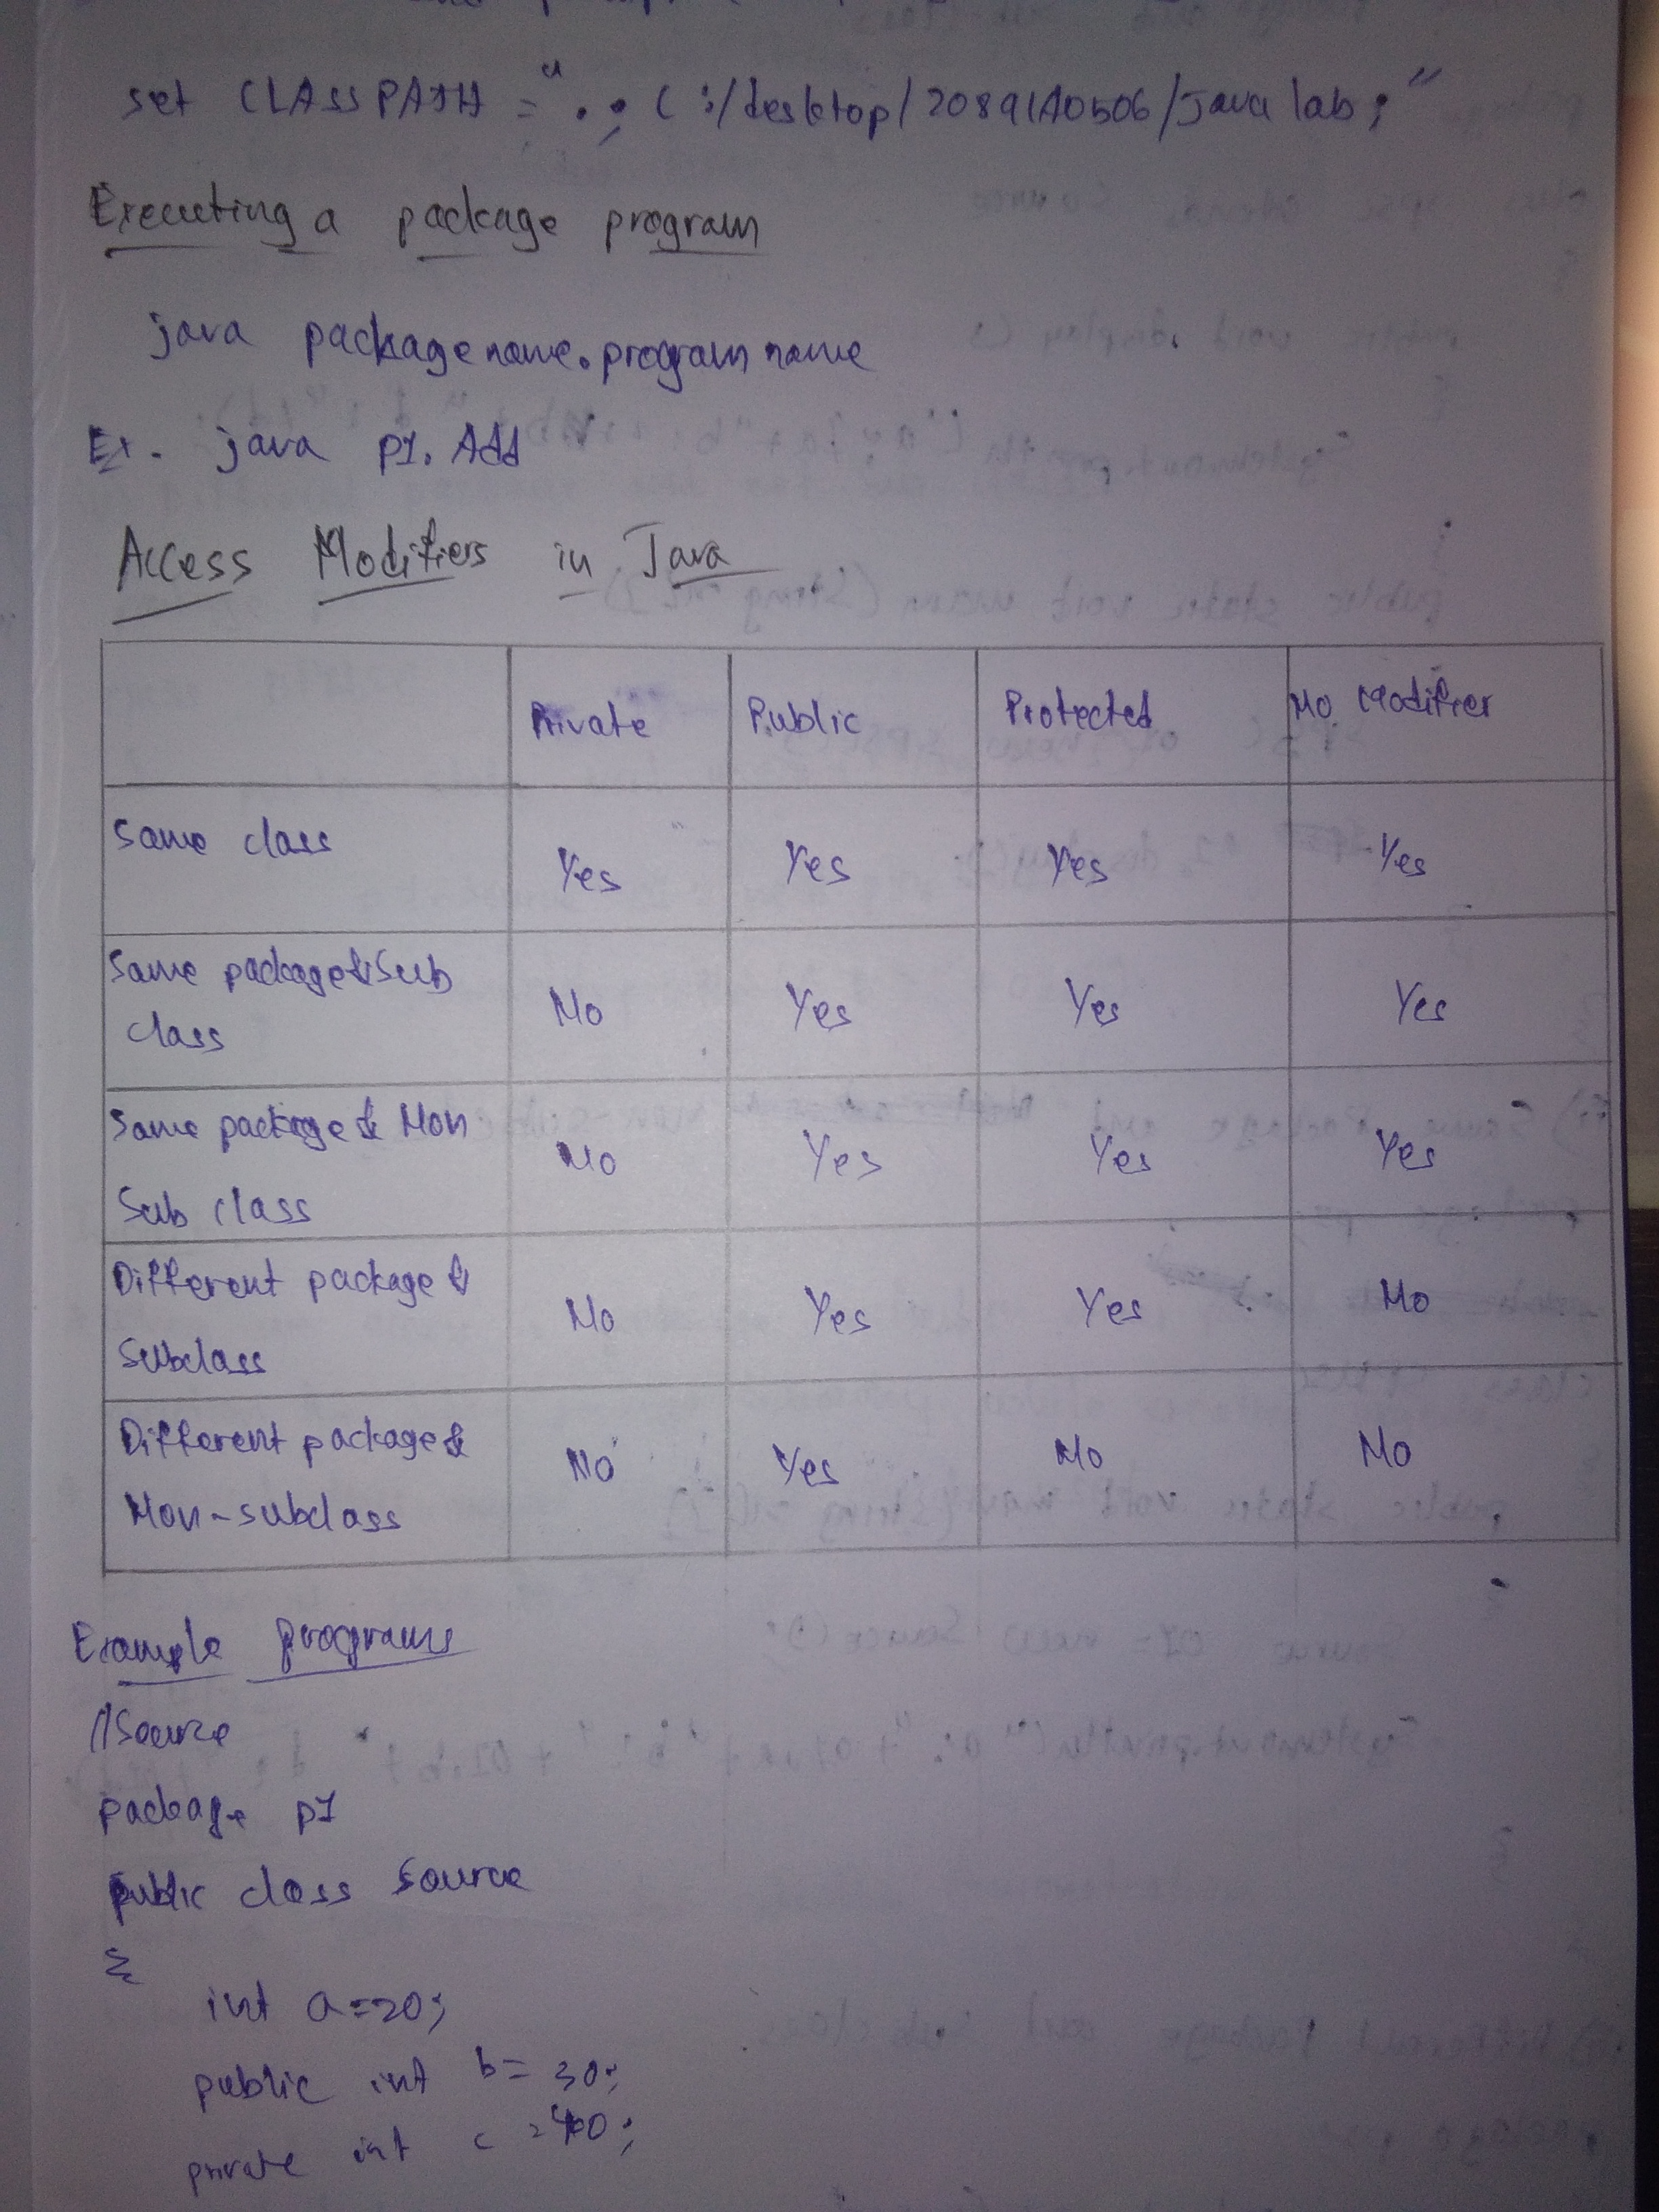 set CLASSPATH = ".; C:/desktop/20891A0506/Java lab;"
Executing a package program
java packagename.program name
Ex. java p1. Add
Access Modifiers in Java
Private Public Protected No Modifier
Same class Yes Yes Yes Yes
Same package & Sub
class No Yes Yes Yes
Same package & Non
Sub class No Yes Yes Yes
Different package &
Subclass No Yes Yes No
Different package &
Non-subclass No Yes No No
Example programs
//Source
package p1
public class Source
{
int a=20;
public int b= 30;
private int c =40;